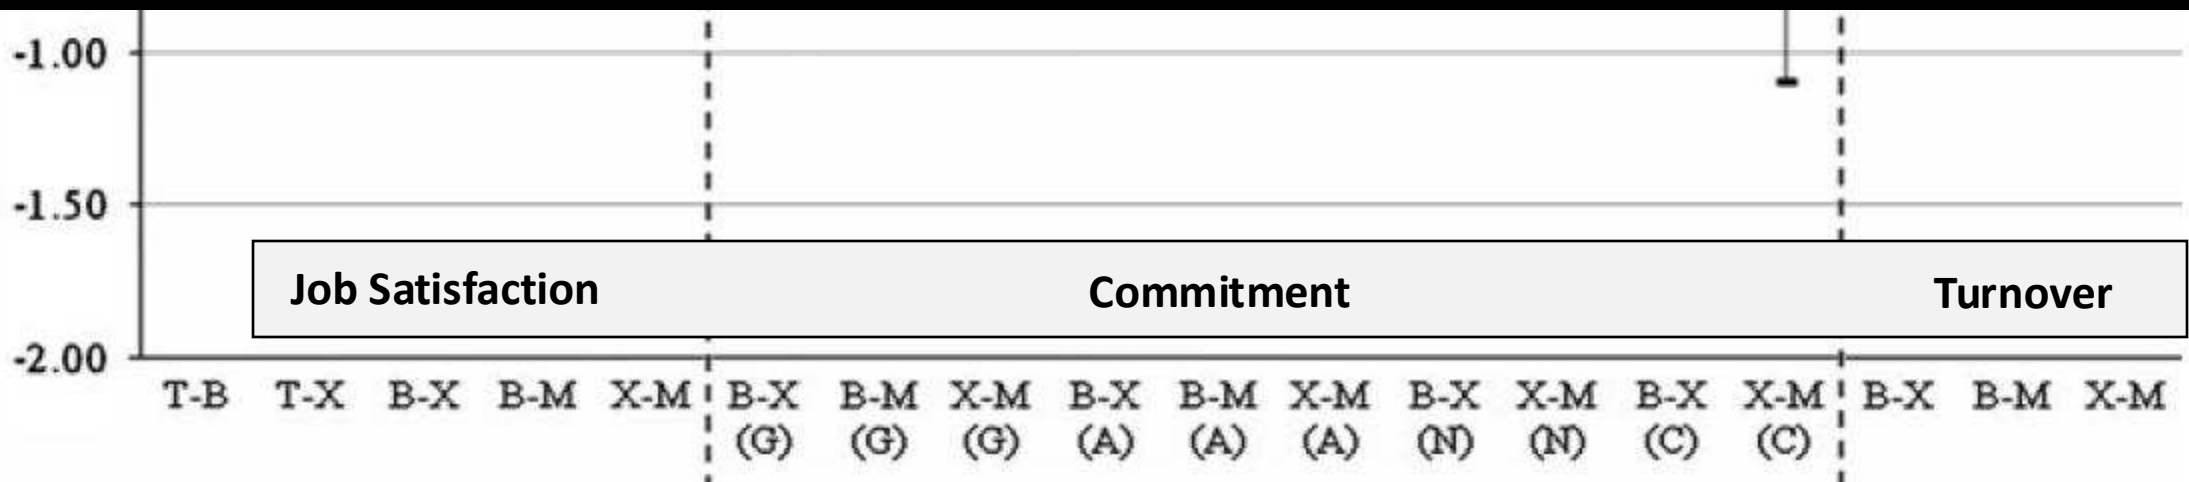 -1.00
-1.50
Job Satisfaction Commitment Turnover
-2.00
T-B T-X B-X B-M X-M B-X B-M X-M B-X B-M X-M B-X X-M B-X X-M B-X B-M X-M
(G) (G) (G) (A) (A) (A) (N) (N) (C) (C)